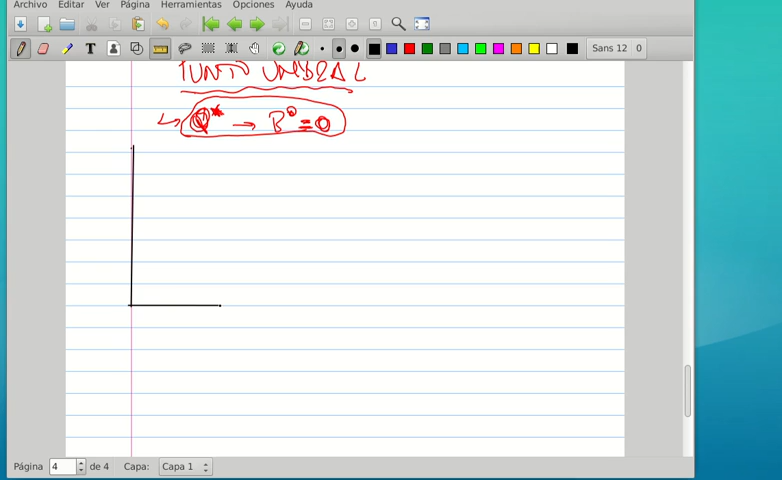 Archivo Editar Ver Página Herramientas Opciones Ayuda
Sans 12
PUNTO UMBRAL
↳ Q* → Bº = 0
Página 4 de 4 Capa: Capa 1